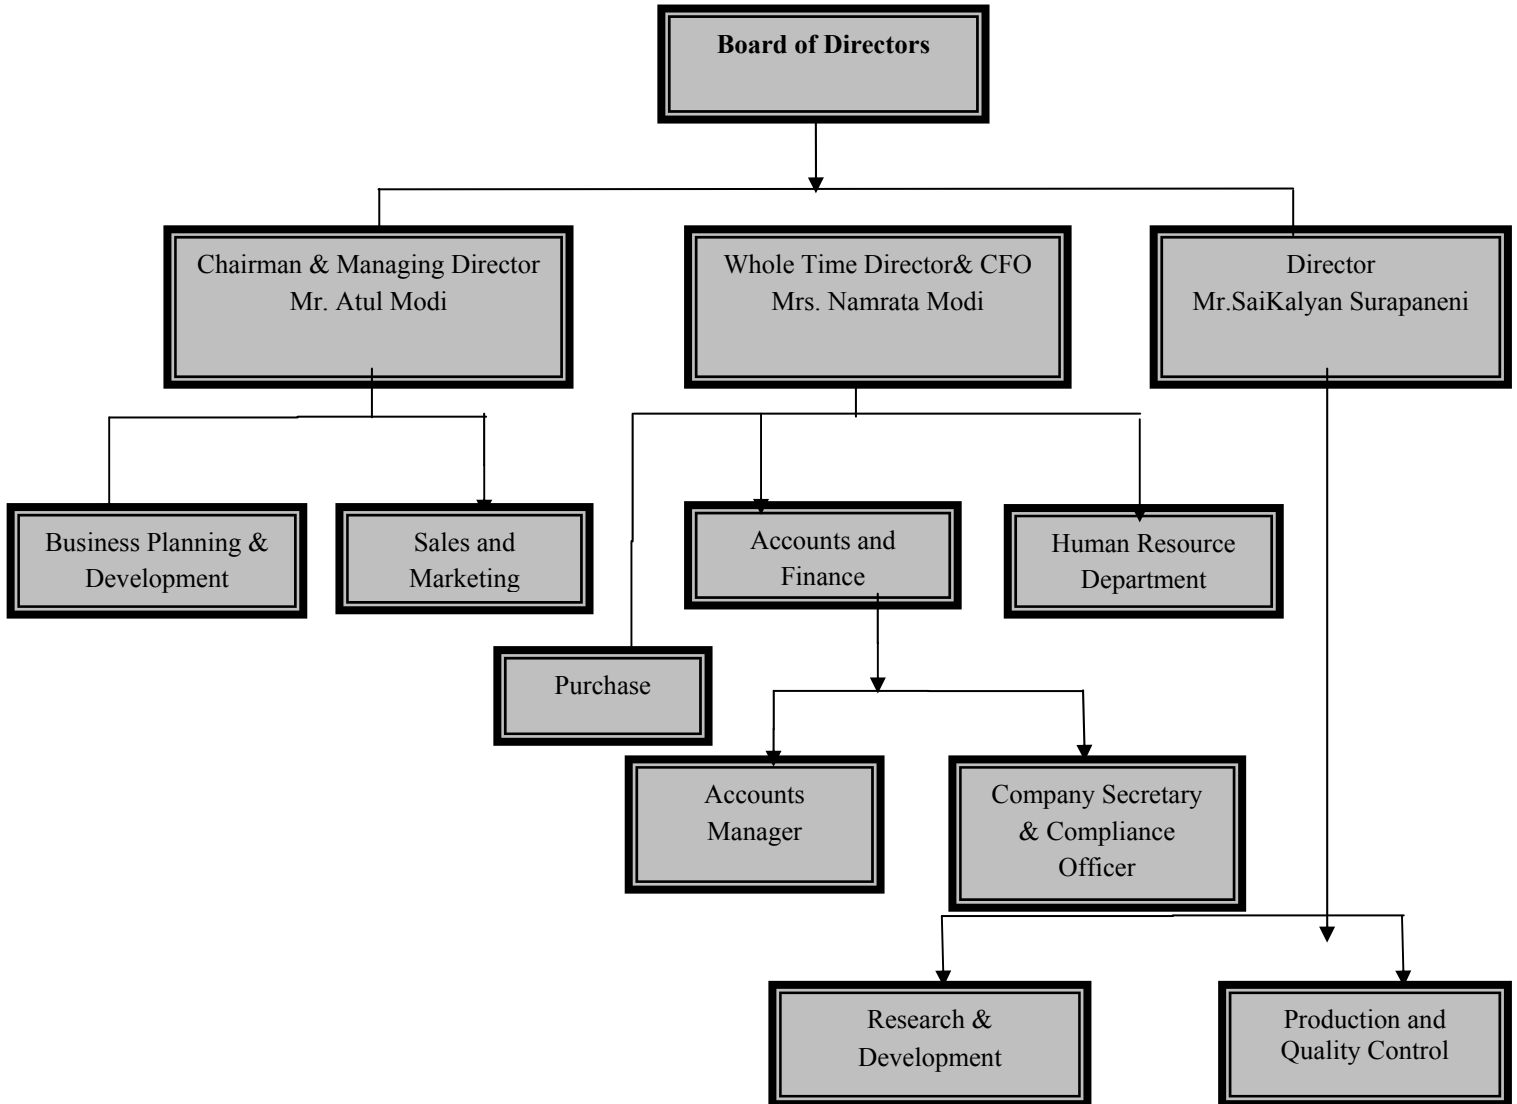 Board of Directors
Chairman & Managing Director
Mr. Atul Modi
Whole Time Director& CFO
Mrs. Namrata Modi
Director
Mr.SaiKalyan Surapaneni
Business Planning &
Development
Sales and
Marketing
Accounts and
Finance
Human Resource
Department
Purchase
Accounts
Manager
Company Secretary
& Compliance
Officer
Research &
Development
Production and
Quality Control